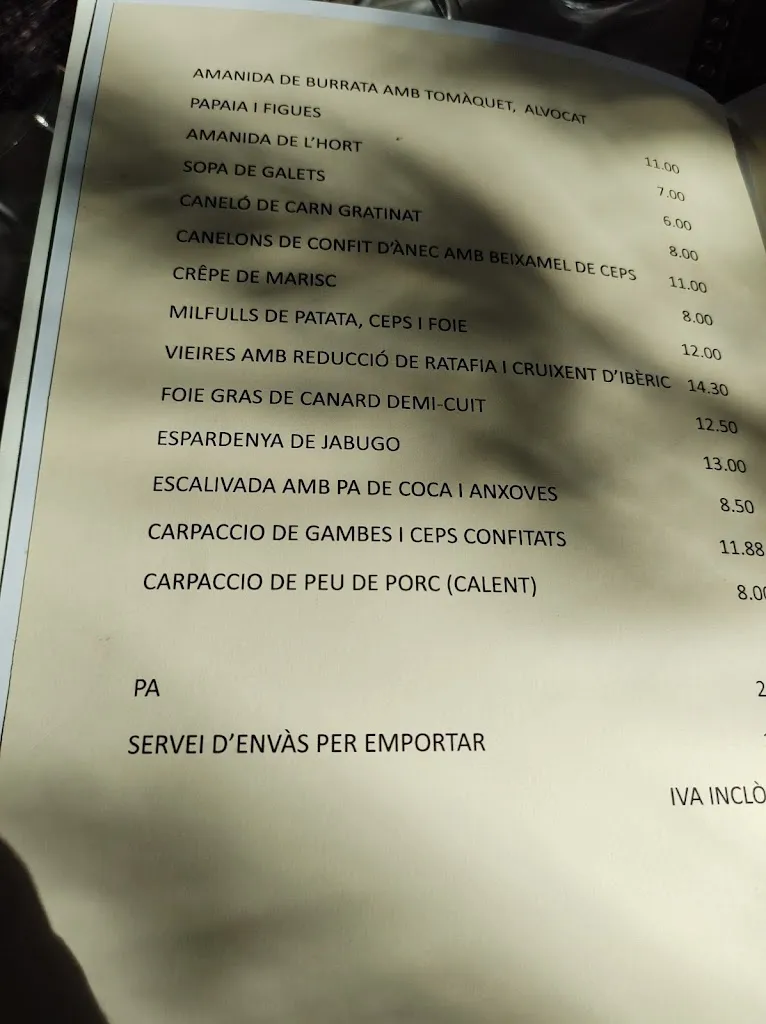 AMANIDA DE BURRATA AMB TOMÀQUET, ALVOCAT
PAPAIA I FIGUES 11.00
AMANIDA DE L'HORT 7.00
SOPA DE GALETS 6.00
CANELÓ DE CARN GRATINAT 8.00
CANELONS DE CONFIT D'ÀNEC AMB BEIXAMEL DE CEPS 11.00
CRÊPE DE MARISC 8.00
MILFULLS DE PATATA, CEPS I FOIE 12.00
VIEIRES AMB REDUCCIÓ DE RATAFIA I CRUIXENT D'IBÈRIC 14.30
FOIE GRAS DE CANARD DEMI-CUIT 12.50
ESPARDENYA DE JABUGO 13.00
ESCALIVADA AMB PA DE COCA I ANXOVES 8.50
CARPACCIO DE GAMBES I CEPS CONFITATS 11.88
CARPACCIO DE PEU DE PORC (CALENT) 8.00
PA 2
SERVEI D'ENVÀS PER EMPORTAR
IVA INCLÒ